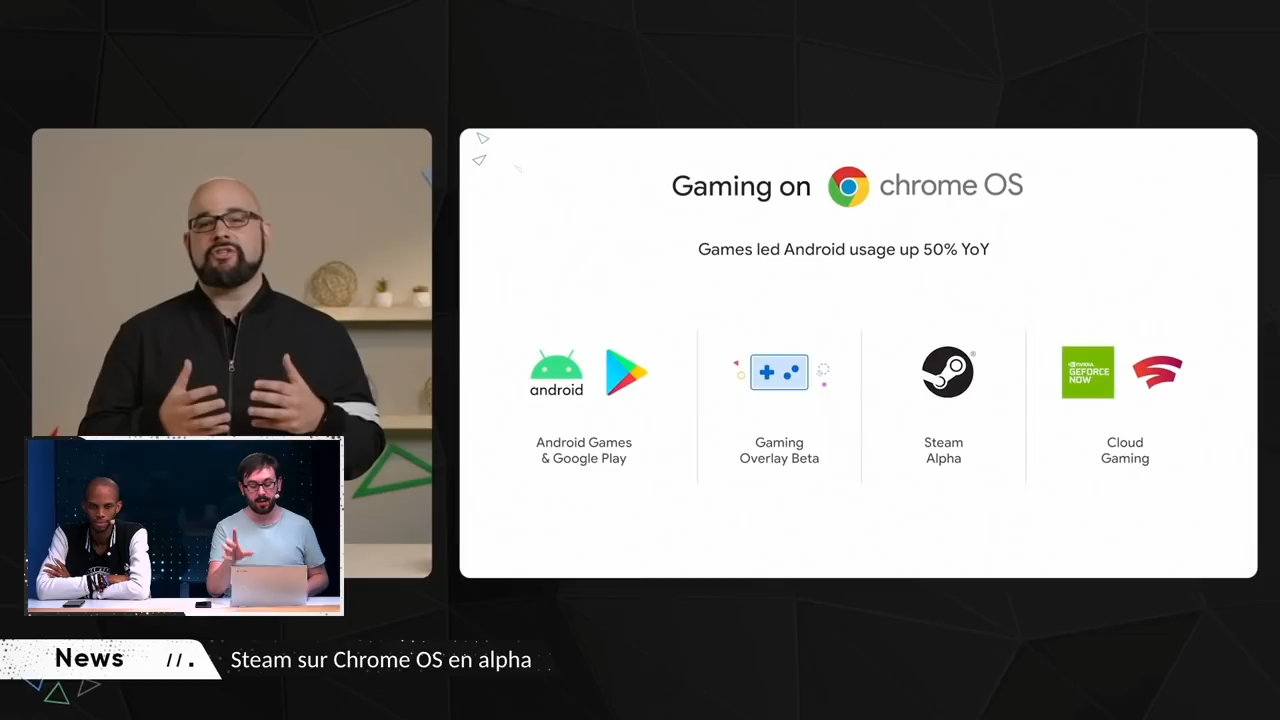 Gaming on chrome OS
Games led Android usage up 50% YoY
android
®
NVIDIA
GEFORCE
NOW
Android Games
& Google Play
Gaming
Overlay Beta
Steam
Alpha
Cloud
Gaming
News //.
Steam sur Chrome OS en alpha